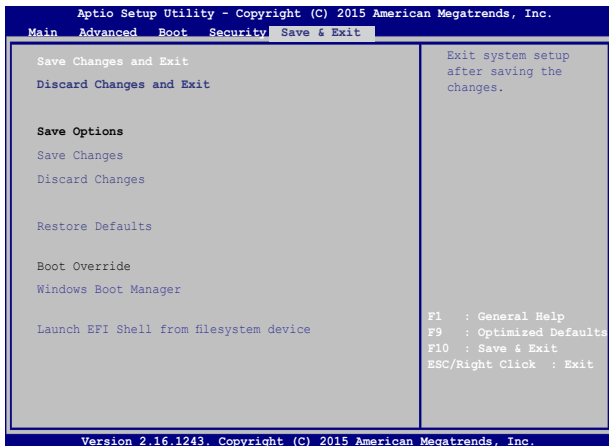 Aptio Setup Utility - Copyright (C) 2015 American Megatrends, Inc.
Main Advanced Boot Security Save & Exit
Save Changes and Exit
Discard Changes and Exit
Save Options
Save Changes
Discard Changes
Restore Defaults
Boot Override
Windows Boot Manager
Launch EFI Shell from filesystem device
Exit system setup
after saving the
changes.
F1 : General Help
F9 : Optimized Defaults
F10 : Save & Exit
ESC/Right Click : Exit
Version 2.16.1243. Copyright (C) 2015 American Megatrends, Inc.